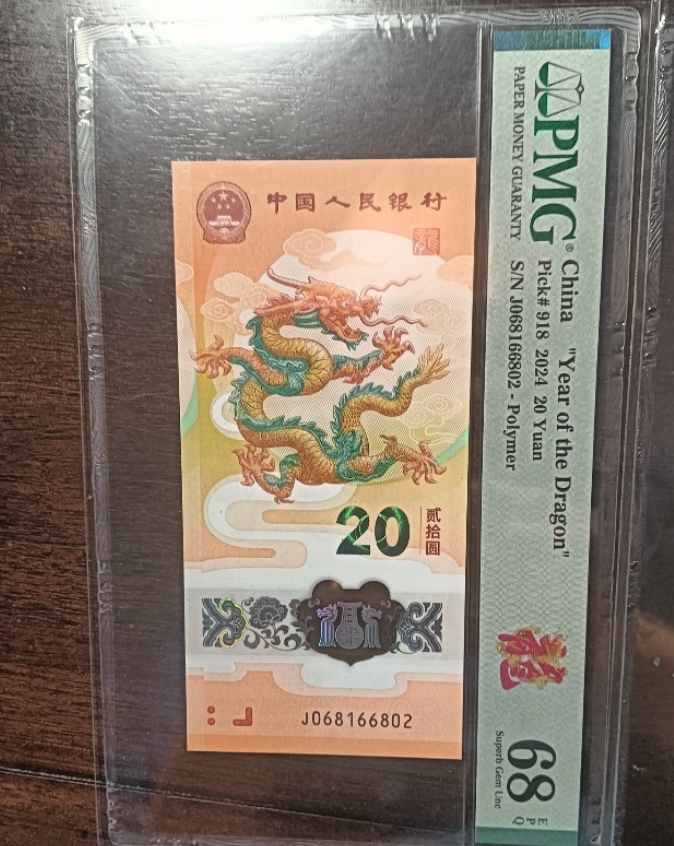 PMG®
PAPER MONEY GUARANTY
China "Year of the Dragon"
Pick# 918 2024 20 Yuan
S/N J068166802 - Polymer
68
EPQ
Superb Gem Unc
中国人民银行
20
贰拾圆
J068166802